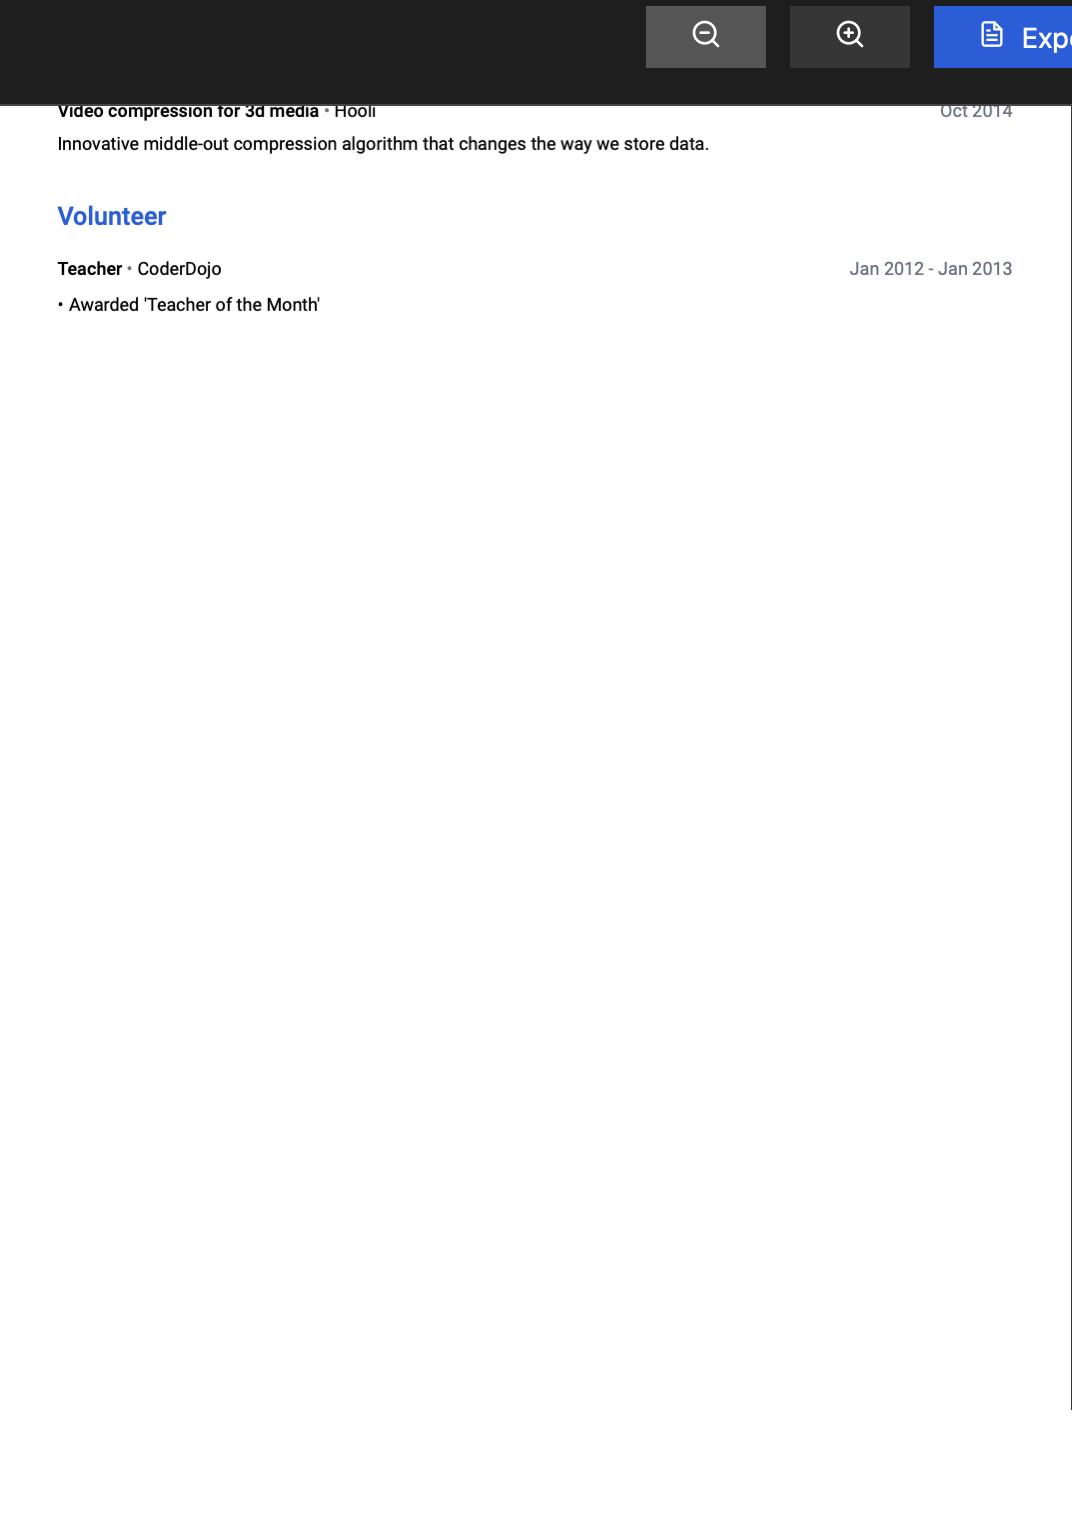 Expo
Video compression for 3d media • Hooli Oct 2014
Innovative middle-out compression algorithm that changes the way we store data.
Volunteer
Teacher • CoderDojo Jan 2012 - Jan 2013
• Awarded 'Teacher of the Month'